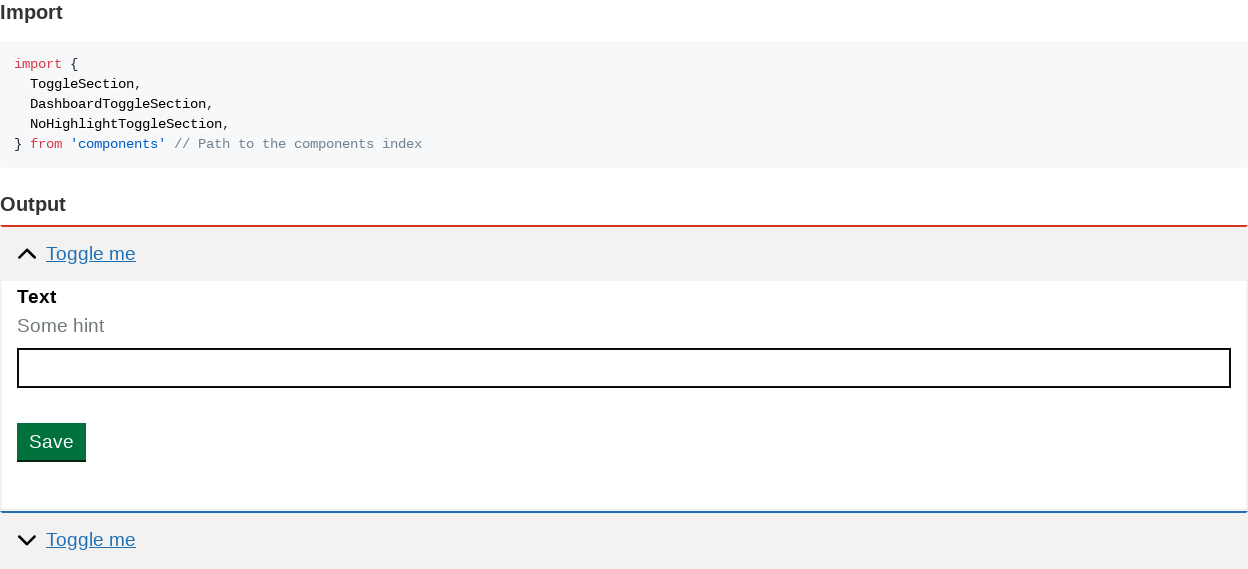 Import
import {
  ToggleSection,
  DashboardToggleSection,
  NoHighlightToggleSection,
} from 'components' // Path to the components index
Output
Toggle me
Text
Some hint
Save
Toggle me